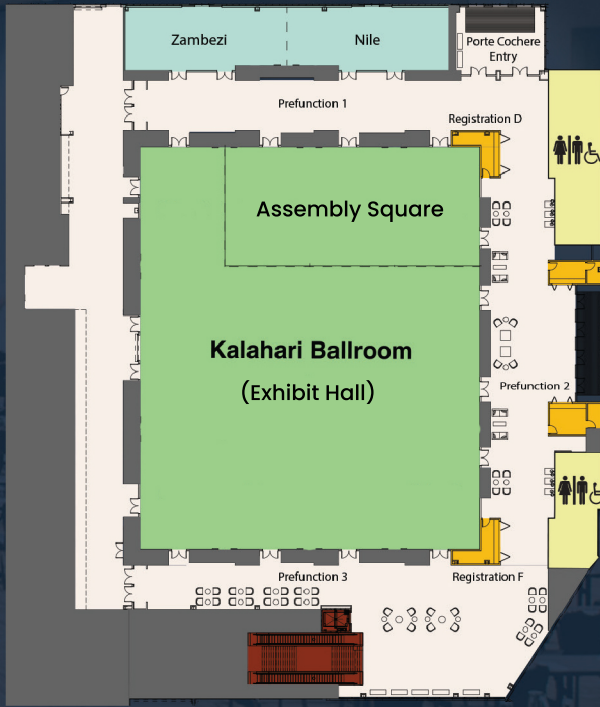 Zambezi
Nile
Porte Cochere
Entry
Prefunction 1
Registration D
Assembly Square
Kalahari Ballroom
(Exhibit Hall)
Prefunction 2
Prefunction 3
Registration F